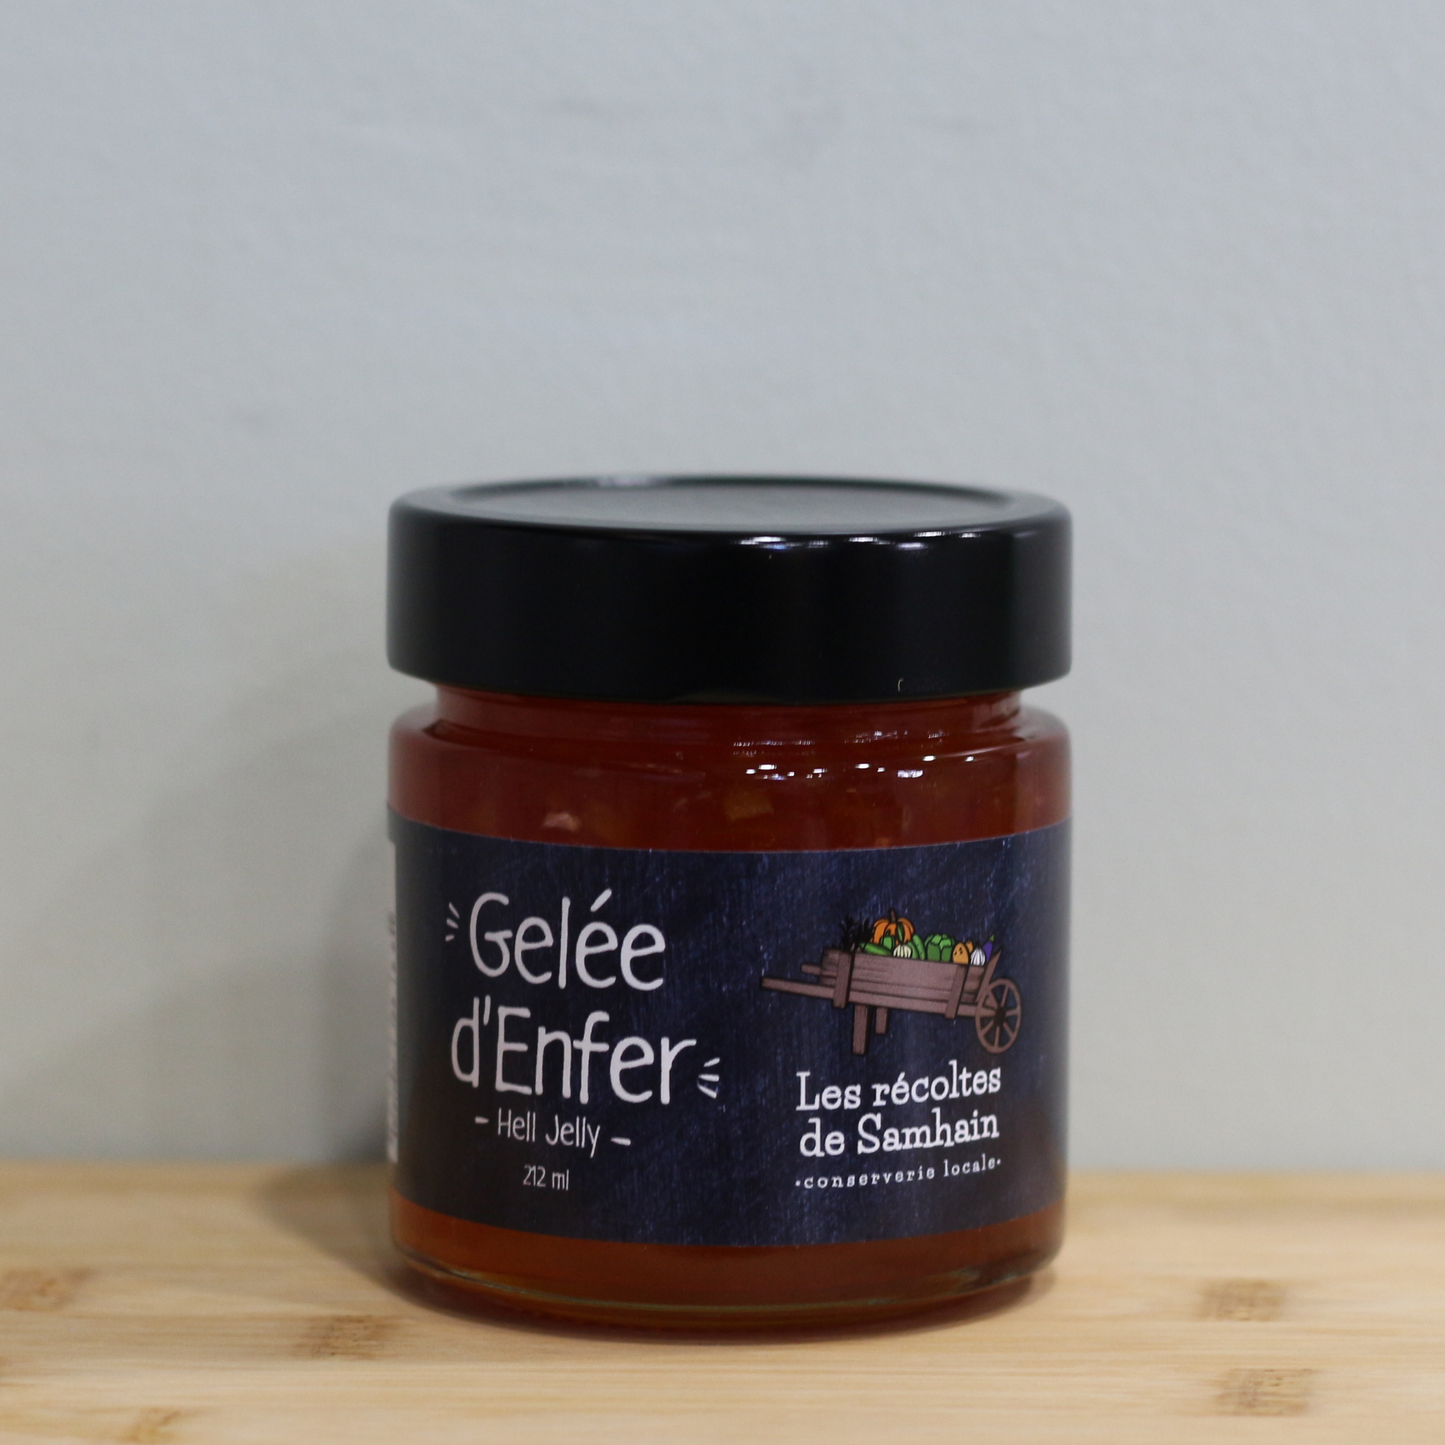 Gelée
d'Enfer
- Hell Jelly -
212 ml
Les récoltes
de Samhain
•conserverie locale•